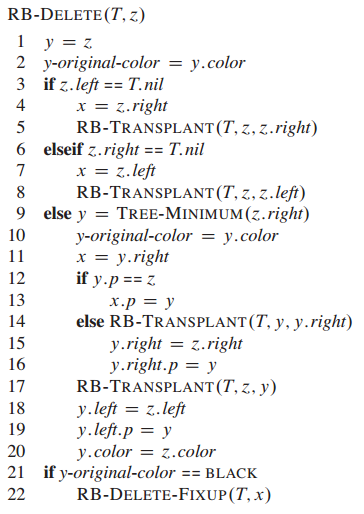 RB-DELETE(T, z)
1 y = z
2 y-original-color = y.color
3 if z.left == T.nil
4 x = z.right
5 RB-TRANSPLANT(T, z, z.right)
6 elseif z.right == T.nil
7 x = z.left
8 RB-TRANSPLANT(T, z, z.left)
9 else y = TREE-MINIMUM(z.right)
10 y-original-color = y.color
11 x = y.right
12 if y.p == z
13 x.p = y
14 else RB-TRANSPLANT(T, y, y.right)
15 y.right = z.right
16 y.right.p = y
17 RB-TRANSPLANT(T, z, y)
18 y.left = z.left
19 y.left.p = y
20 y.color = z.color
21 if y-original-color == BLACK
22 RB-DELETE-FIXUP(T, x)